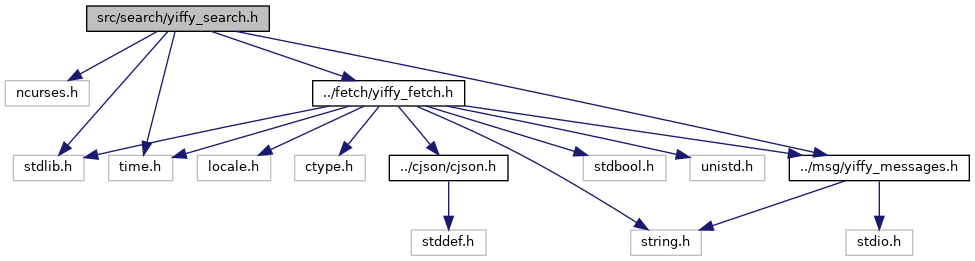 src/search/yiffy_search.h
ncurses.h
../fetch/yiffy_fetch.h
stdlib.h
time.h
locale.h
ctype.h
../cjson/cjson.h
stdbool.h
unistd.h
../msg/yiffy_messages.h
stddef.h
string.h
stdio.h